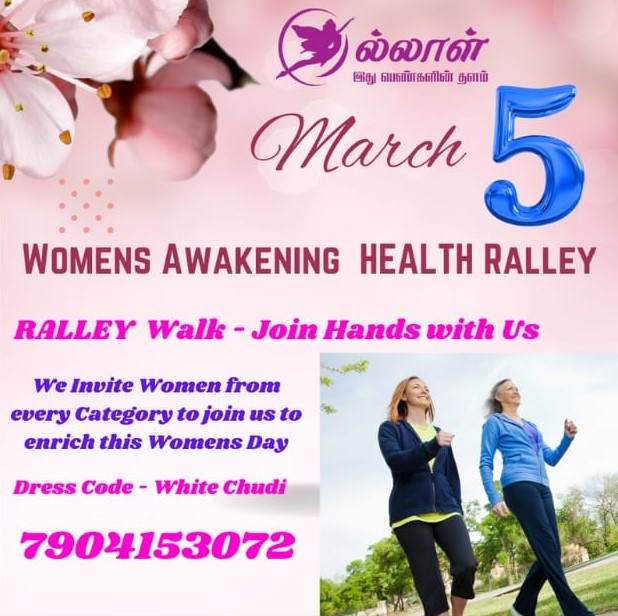 ல்லாள்
இது பெண்களின் தளம்
March 5
WOMENS AWAKENING HEALTH RALLEY
RALLEY Walk - Join Hands with Us
We Invite Women from
every Category to join us to
enrich this Womens Day
Dress Code - White Chudi
7904153072